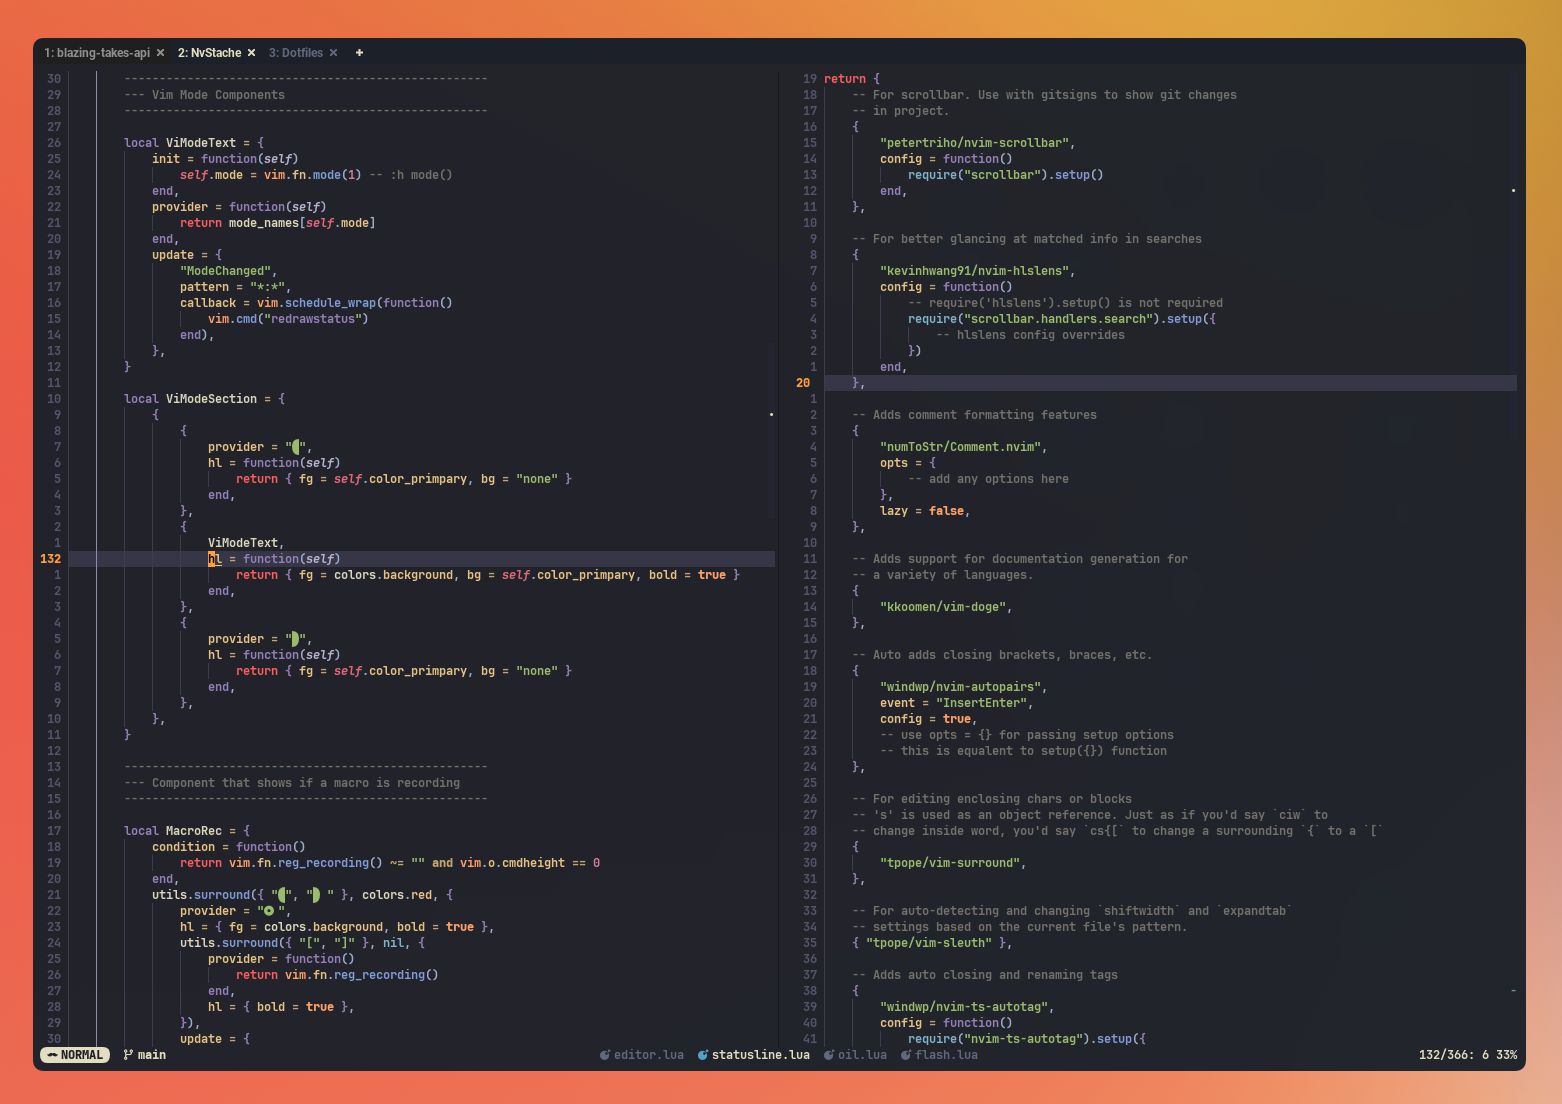 1: blazing-takes-api × 2: NvStache × 3: Dotfiles × +
30 -----------------------------------------------------
29 --- Vim Mode Components
28 -----------------------------------------------------
27
26 local ViModeText = {
25 init = function(self)
24 self.mode = vim.fn.mode(1) -- :h mode()
23 end,
22 provider = function(self)
21 return mode_names[self.mode]
20 end,
19 update = {
18 "ModeChanged",
17 pattern = "*:*",
16 callback = vim.schedule_wrap(function()
15 vim.cmd("redrawstatus")
14 end),
13 },
12 }
11
10 local ViModeSection = {
9 {
8 {
7 provider = "",
6 hl = function(self)
5 return { fg = self.color_primpary, bg = "none" }
4 end,
3 },
2 {
1 ViModeText,
132 hl = function(self)
1 return { fg = colors.background, bg = self.color_primpary, bold = true }
2 end,
3 },
4 {
5 provider = "",
6 hl = function(self)
7 return { fg = self.color_primpary, bg = "none" }
8 end,
9 },
10 },
11 }
12
13 -----------------------------------------------------
14 --- Component that shows if a macro is recording
15 -----------------------------------------------------
16
17 local MacroRec = {
18 condition = function()
19 return vim.fn.reg_recording() ~= "" and vim.o.cmdheight == 0
20 end,
21 utils.surround({ "", " " }, colors.red, {
22 provider = " ",
23 hl = { fg = colors.background, bold = true },
24 utils.surround({ "[", "]" }, nil, {
25 provider = function()
26 return vim.fn.reg_recording()
27 end,
28 hl = { bold = true },
29 }),
30 update = {
19 return {
18 -- For scrollbar. Use with gitsigns to show git changes
17 -- in project.
16 {
15 "petertriho/nvim-scrollbar",
14 config = function()
13 require("scrollbar").setup()
12 end,
11 },
10
9 -- For better glancing at matched info in searches
8 {
7 "kevinhwang91/nvim-hlslens",
6 config = function()
5 -- require('hlslens').setup() is not required
4 require("scrollbar.handlers.search").setup({
3 -- hlslens config overrides
2 })
1 end,
20 },
1
2 -- Adds comment formatting features
3 {
4 "numToStr/Comment.nvim",
5 opts = {
6 -- add any options here
7 },
8 lazy = false,
9 },
10
11 -- Adds support for documentation generation for
12 -- a variety of languages.
13 {
14 "kkoomen/vim-doge",
15 },
16
17 -- Auto adds closing brackets, braces, etc.
18 {
19 "windwp/nvim-autopairs",
20 event = "InsertEnter",
21 config = true,
22 -- use opts = {} for passing setup options
23 -- this is equalent to setup({}) function
24 },
25
26 -- For editing enclosing chars or blocks
27 -- 's' is used as an object reference. Just as if you'd say `ciw` to
28 -- change inside word, you'd say `cs{[` to change a surrounding `{` to a `[`
29 {
30 "tpope/vim-surround",
31 },
32
33 -- For auto-detecting and changing `shiftwidth` and `expandtab`
34 -- settings based on the current file's pattern.
35 { "tpope/vim-sleuth" },
36
37 -- Adds auto closing and renaming tags
38 {
39 "windwp/nvim-ts-autotag",
40 config = function()
41 require("nvim-ts-autotag").setup({
NORMAL main editor.lua statusline.lua oil.lua flash.lua 132/366: 6 33%